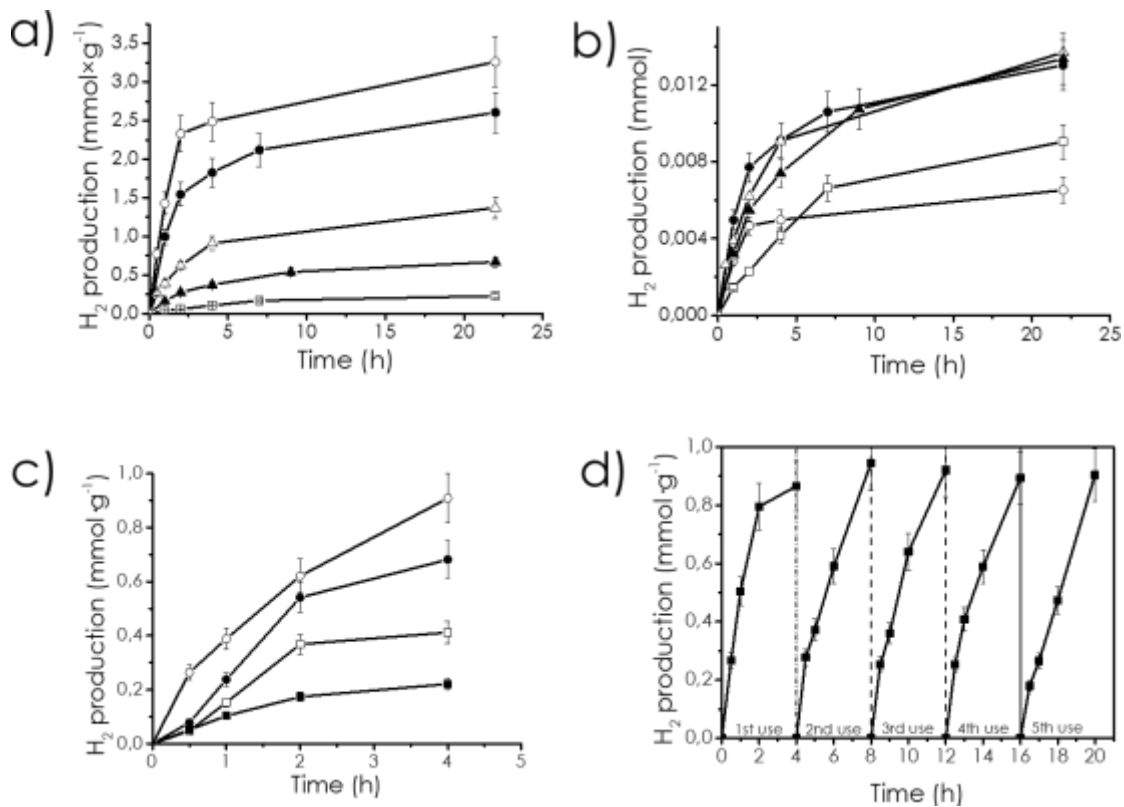 a)
H₂ production (mmol×g⁻¹)
3,5
3,0
2,5
2,0
1,5
1,0
0,5
0,0
0 5 10 15 20 25
Time (h)
b)
H₂ production (mmol)
0,012
0,008
0,004
0,000
0 5 10 15 20 25
Time (h)
c)
H₂ production (mmol·g⁻¹)
1,0
0,8
0,6
0,4
0,2
0,0
0 1 2 3 4 5
Time (h)
d)
H₂ production (mmol·g⁻¹)
1,0
0,8
0,6
0,4
0,2
0,0
1st use 2nd use 3rd use 4th use 5th use
0 2 4 6 8 10 12 14 16 18 20
Time (h)